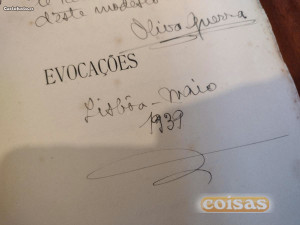 deste modesto
Oliva Guerra
EVOCAÇÕES
Lisbôa - Maio
1939
coisas